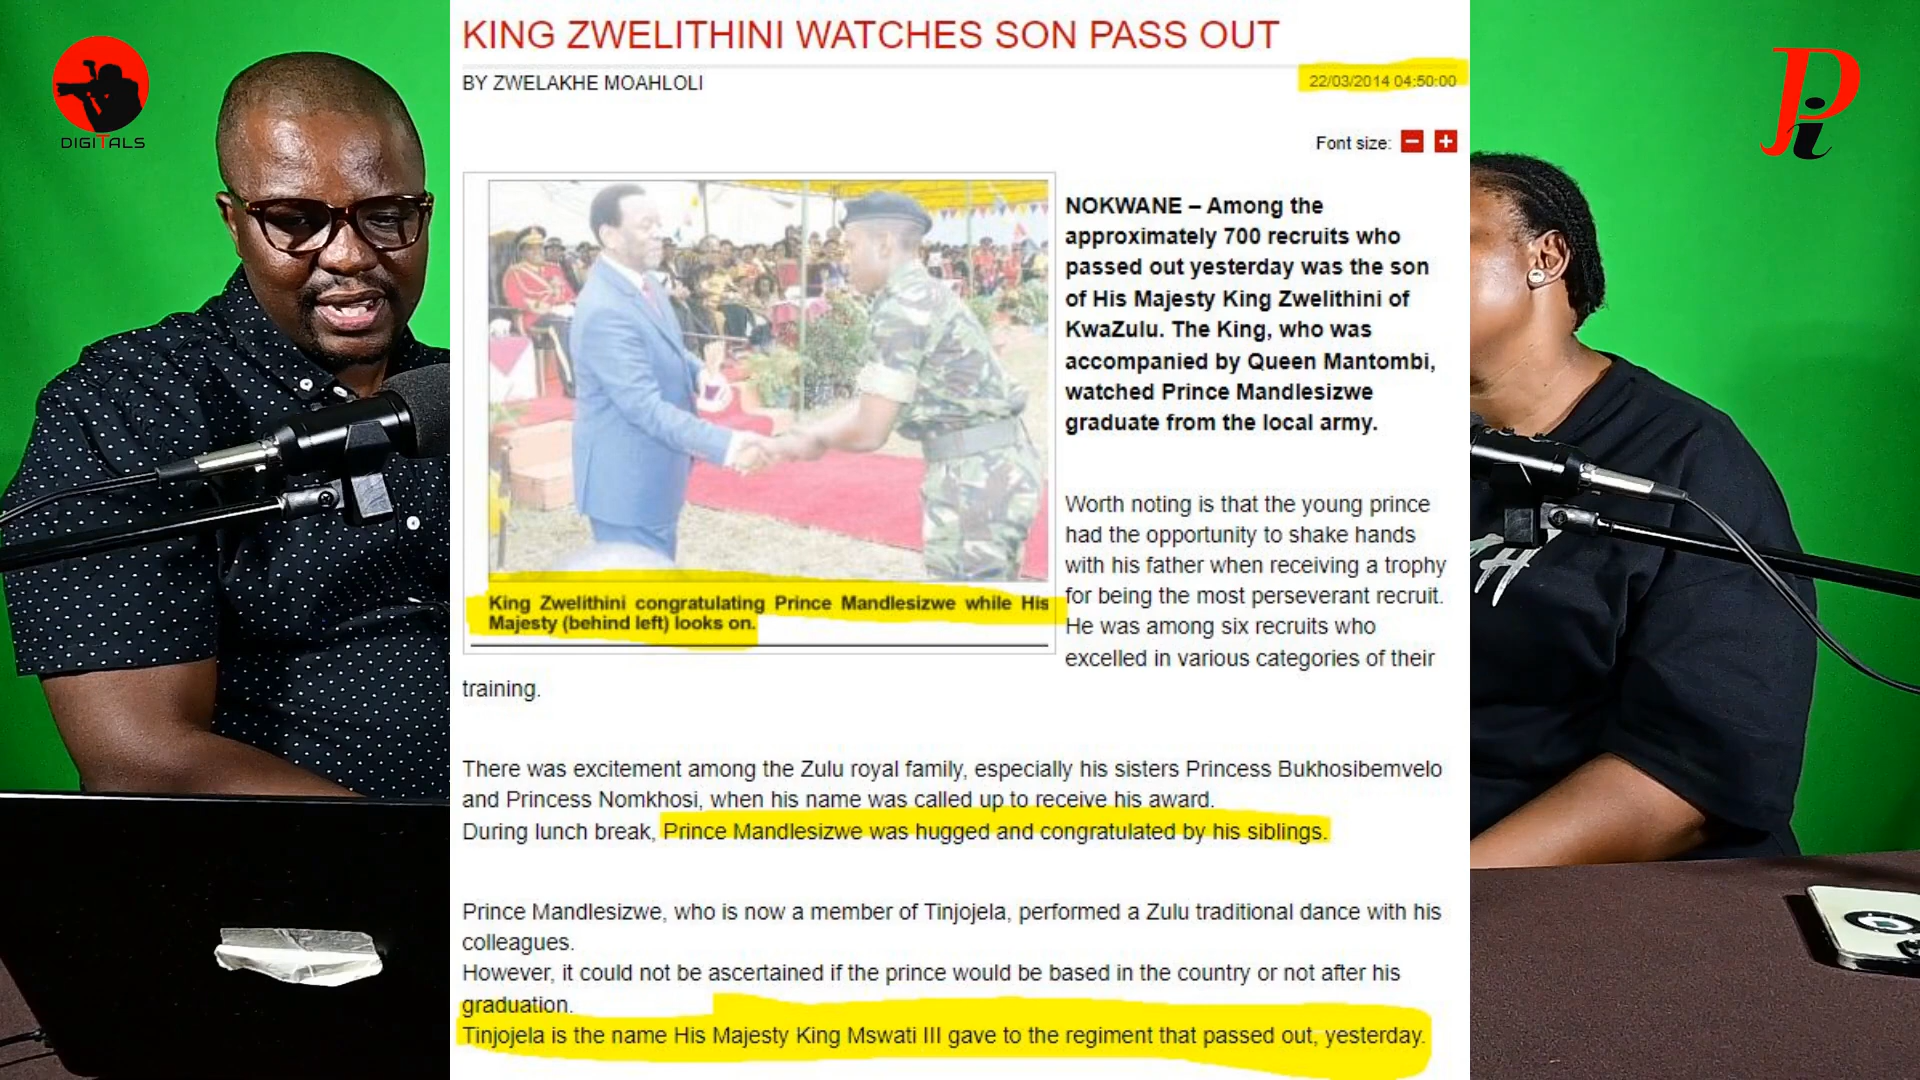 DIGITALS
Pi
KING ZWELITHINI WATCHES SON PASS OUT
BY ZWELAKHE MOAHLOLI
22/03/2014 04:50:00
Font size: - +
NOKWANE – Among the
approximately 700 recruits who
passed out yesterday was the son
of His Majesty King Zwelithini of
KwaZulu. The King, who was
accompanied by Queen Mantombi,
watched Prince Mandlesizwe
graduate from the local army.
Worth noting is that the young prince
had the opportunity to shake hands
with his father when receiving a trophy
for being the most perseverant recruit.
He was among six recruits who
excelled in various categories of their
training.
King Zwelithini congratulating Prince Mandlesizwe while His
Majesty (behind left) looks on.
There was excitement among the Zulu royal family, especially his sisters Princess Bukhosibemvelo
and Princess Nomkhosi, when his name was called up to receive his award.
During lunch break, Prince Mandlesizwe was hugged and congratulated by his siblings.
Prince Mandlesizwe, who is now a member of Tinjojela, performed a Zulu traditional dance with his
colleagues.
However, it could not be ascertained if the prince would be based in the country or not after his
graduation.
Tinjojela is the name His Majesty King Mswati III gave to the regiment that passed out, yesterday.